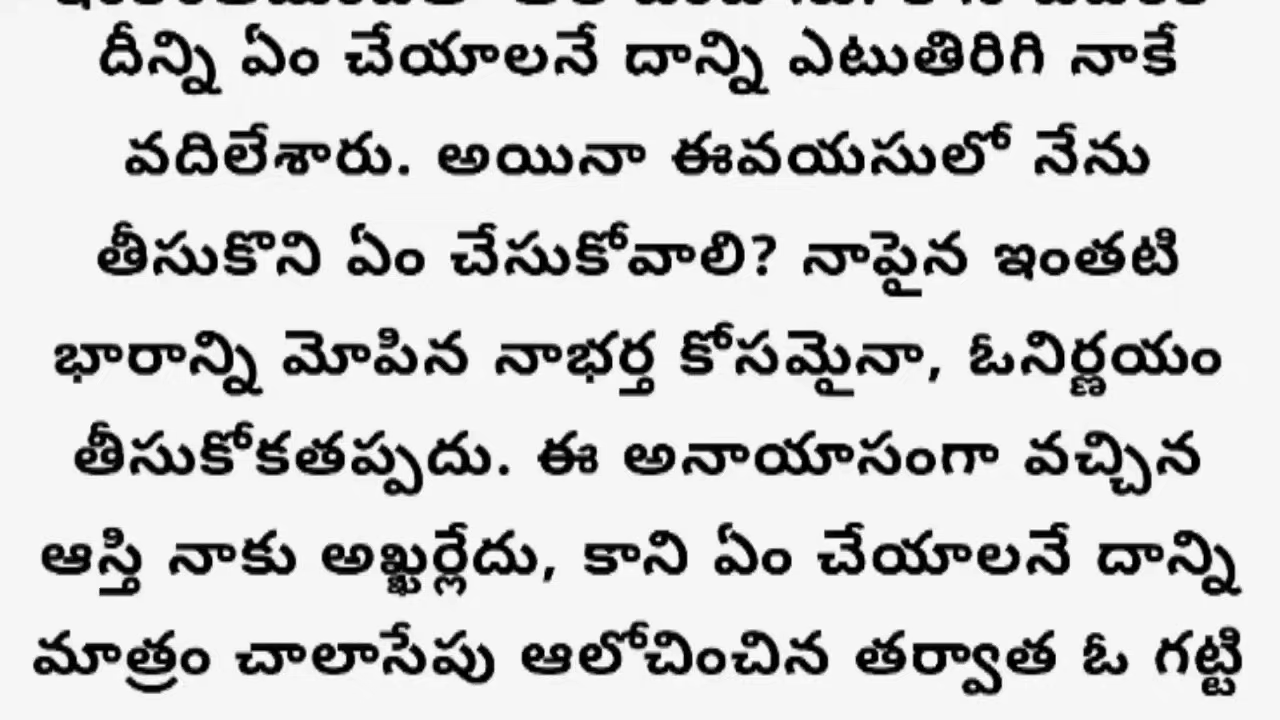 దీన్ని ఏం చేయాలనే దాన్ని ఎటుతిరిగి నాకే
వదిలేశారు. అయినా ఈవయసులో నేను
తీసుకొని ఏం చేసుకోవాలి? నాపైన ఇంతటి
భారాన్ని మోపిన నాభర్త కోసమైనా, ఓనిర్ణయం
తీసుకోకతప్పదు. ఈ అనాయాసంగా వచ్చిన
ఆస్తి నాకు అఖ్ఖర్లేదు, కాని ఏం చేయాలనే దాన్ని
మాత్రం చాలాసేపు ఆలోచించిన తర్వాత ఓ గట్టి